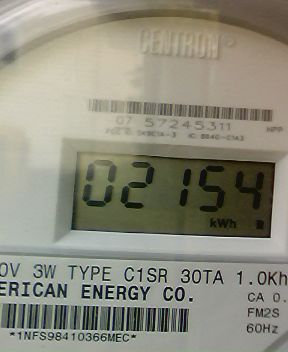 CENTRON®
07 57245311
02154
kWh
0V 3W TYPE C1SR 30TA 1.0Kh
ERICAN ENERGY CO.
CA 0.
FM2S
60Hz
*1NFS98410366MEC*